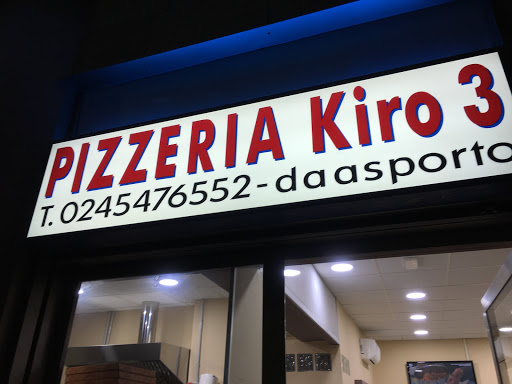 PIZZERIA Kiro 3
T. 0245476552-daasporto